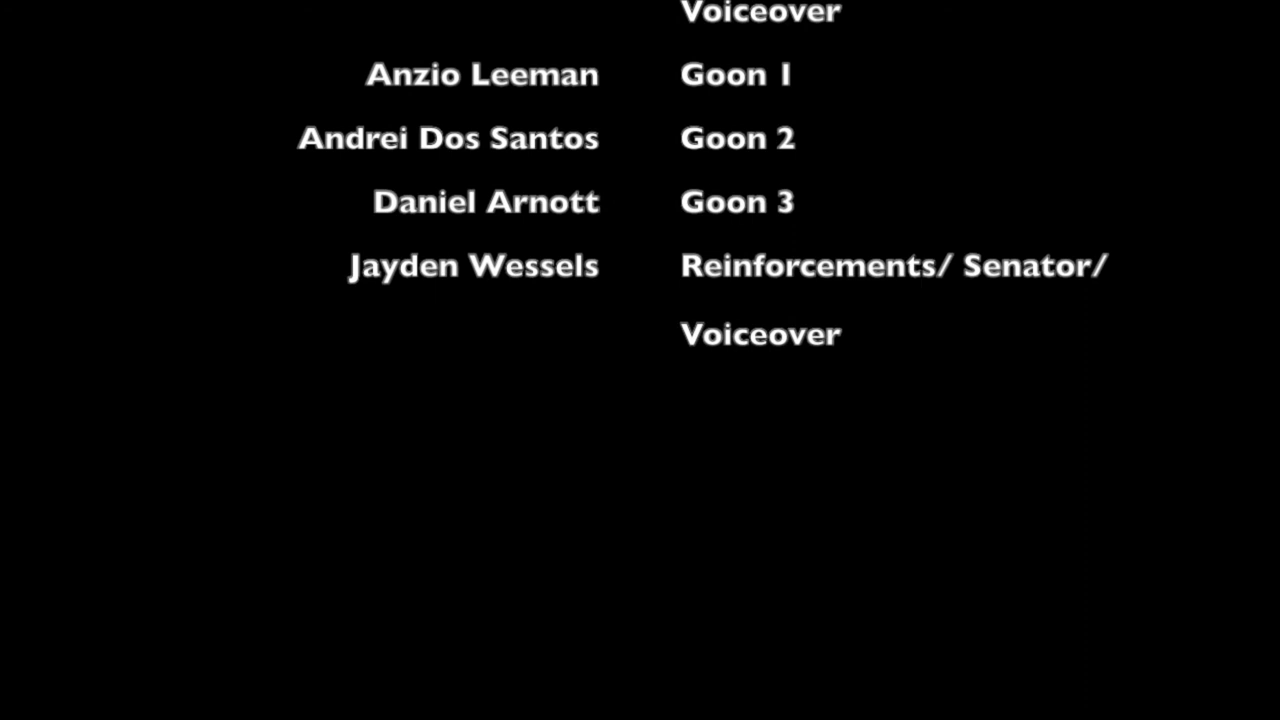 Voiceover
Anzio Leeman Goon 1
Andrei Dos Santos Goon 2
Daniel Arnott Goon 3
Jayden Wessels Reinforcements/ Senator/
Voiceover